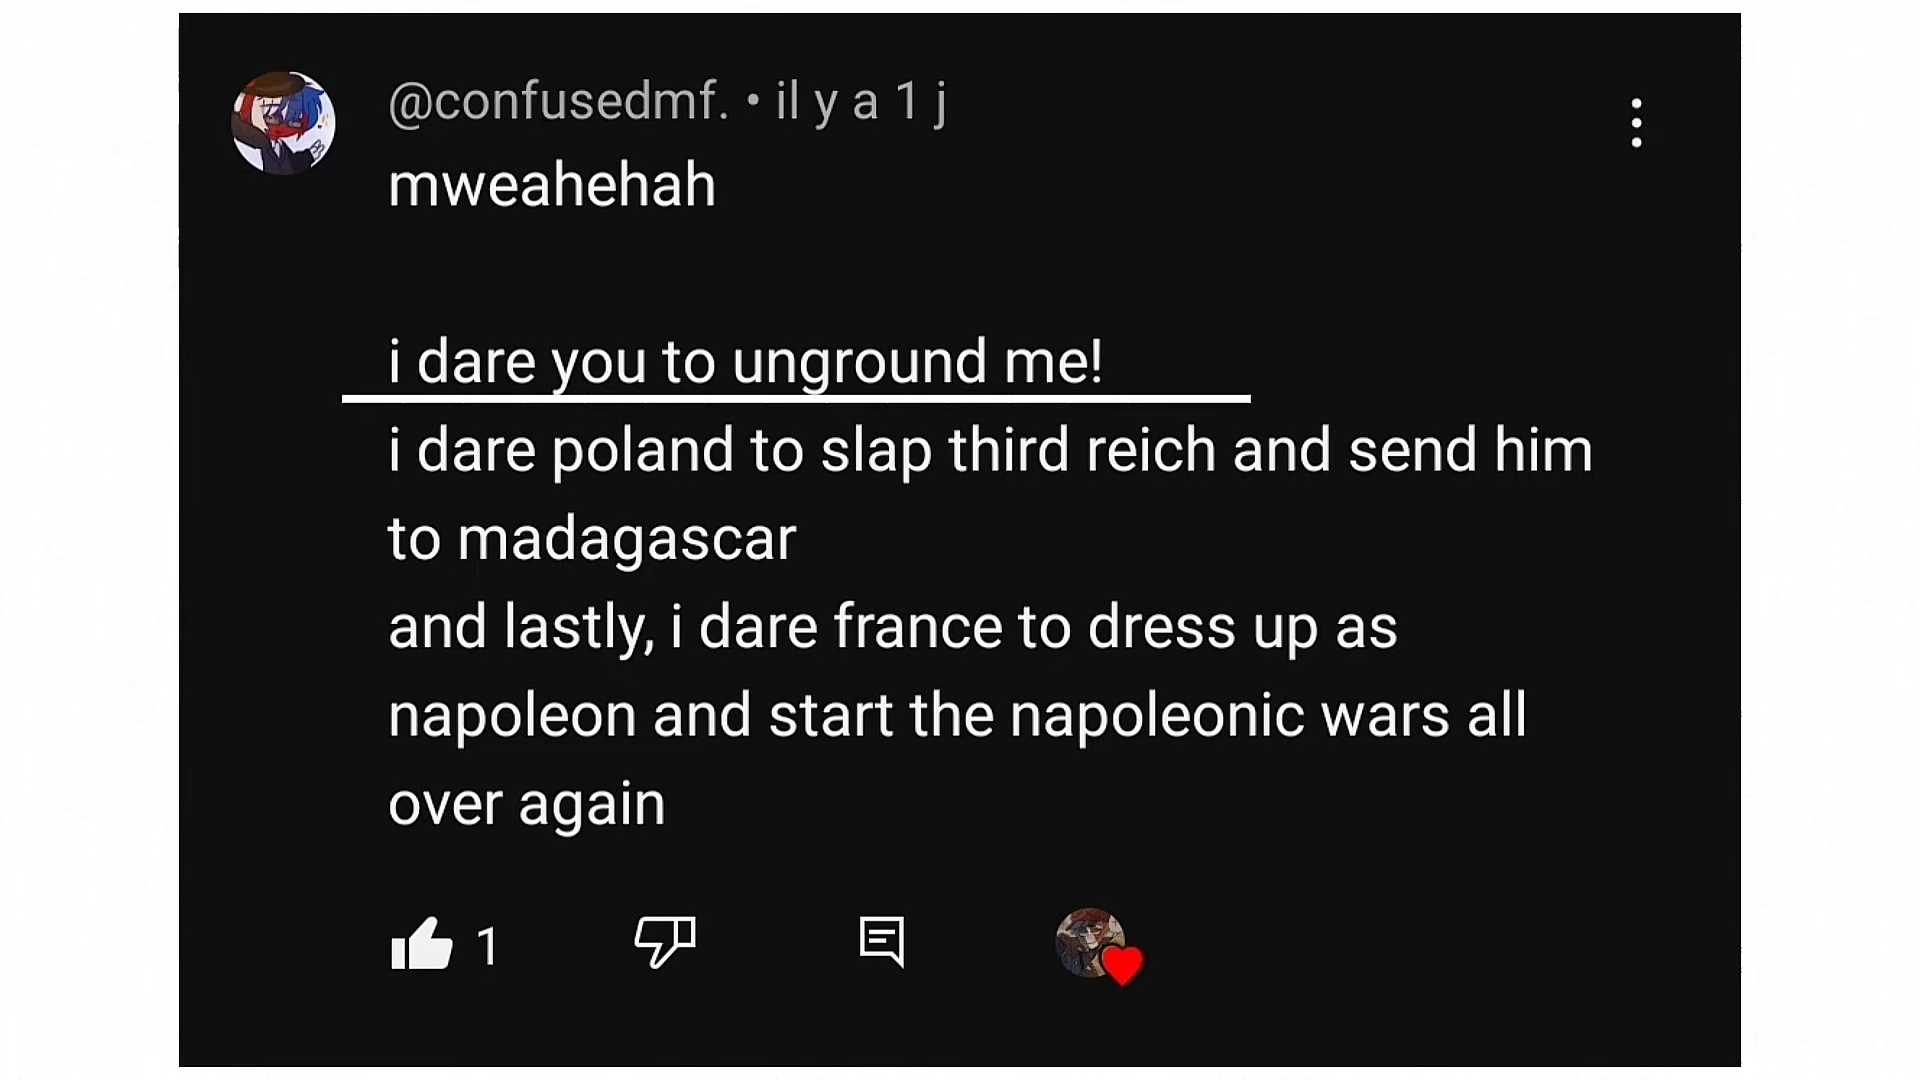 @confusedmf. • il y a 1 j
mweahehah
i dare you to unground me!
i dare poland to slap third reich and send him
to madagascar
and lastly, i dare france to dress up as
napoleon and start the napoleonic wars all
over again
1